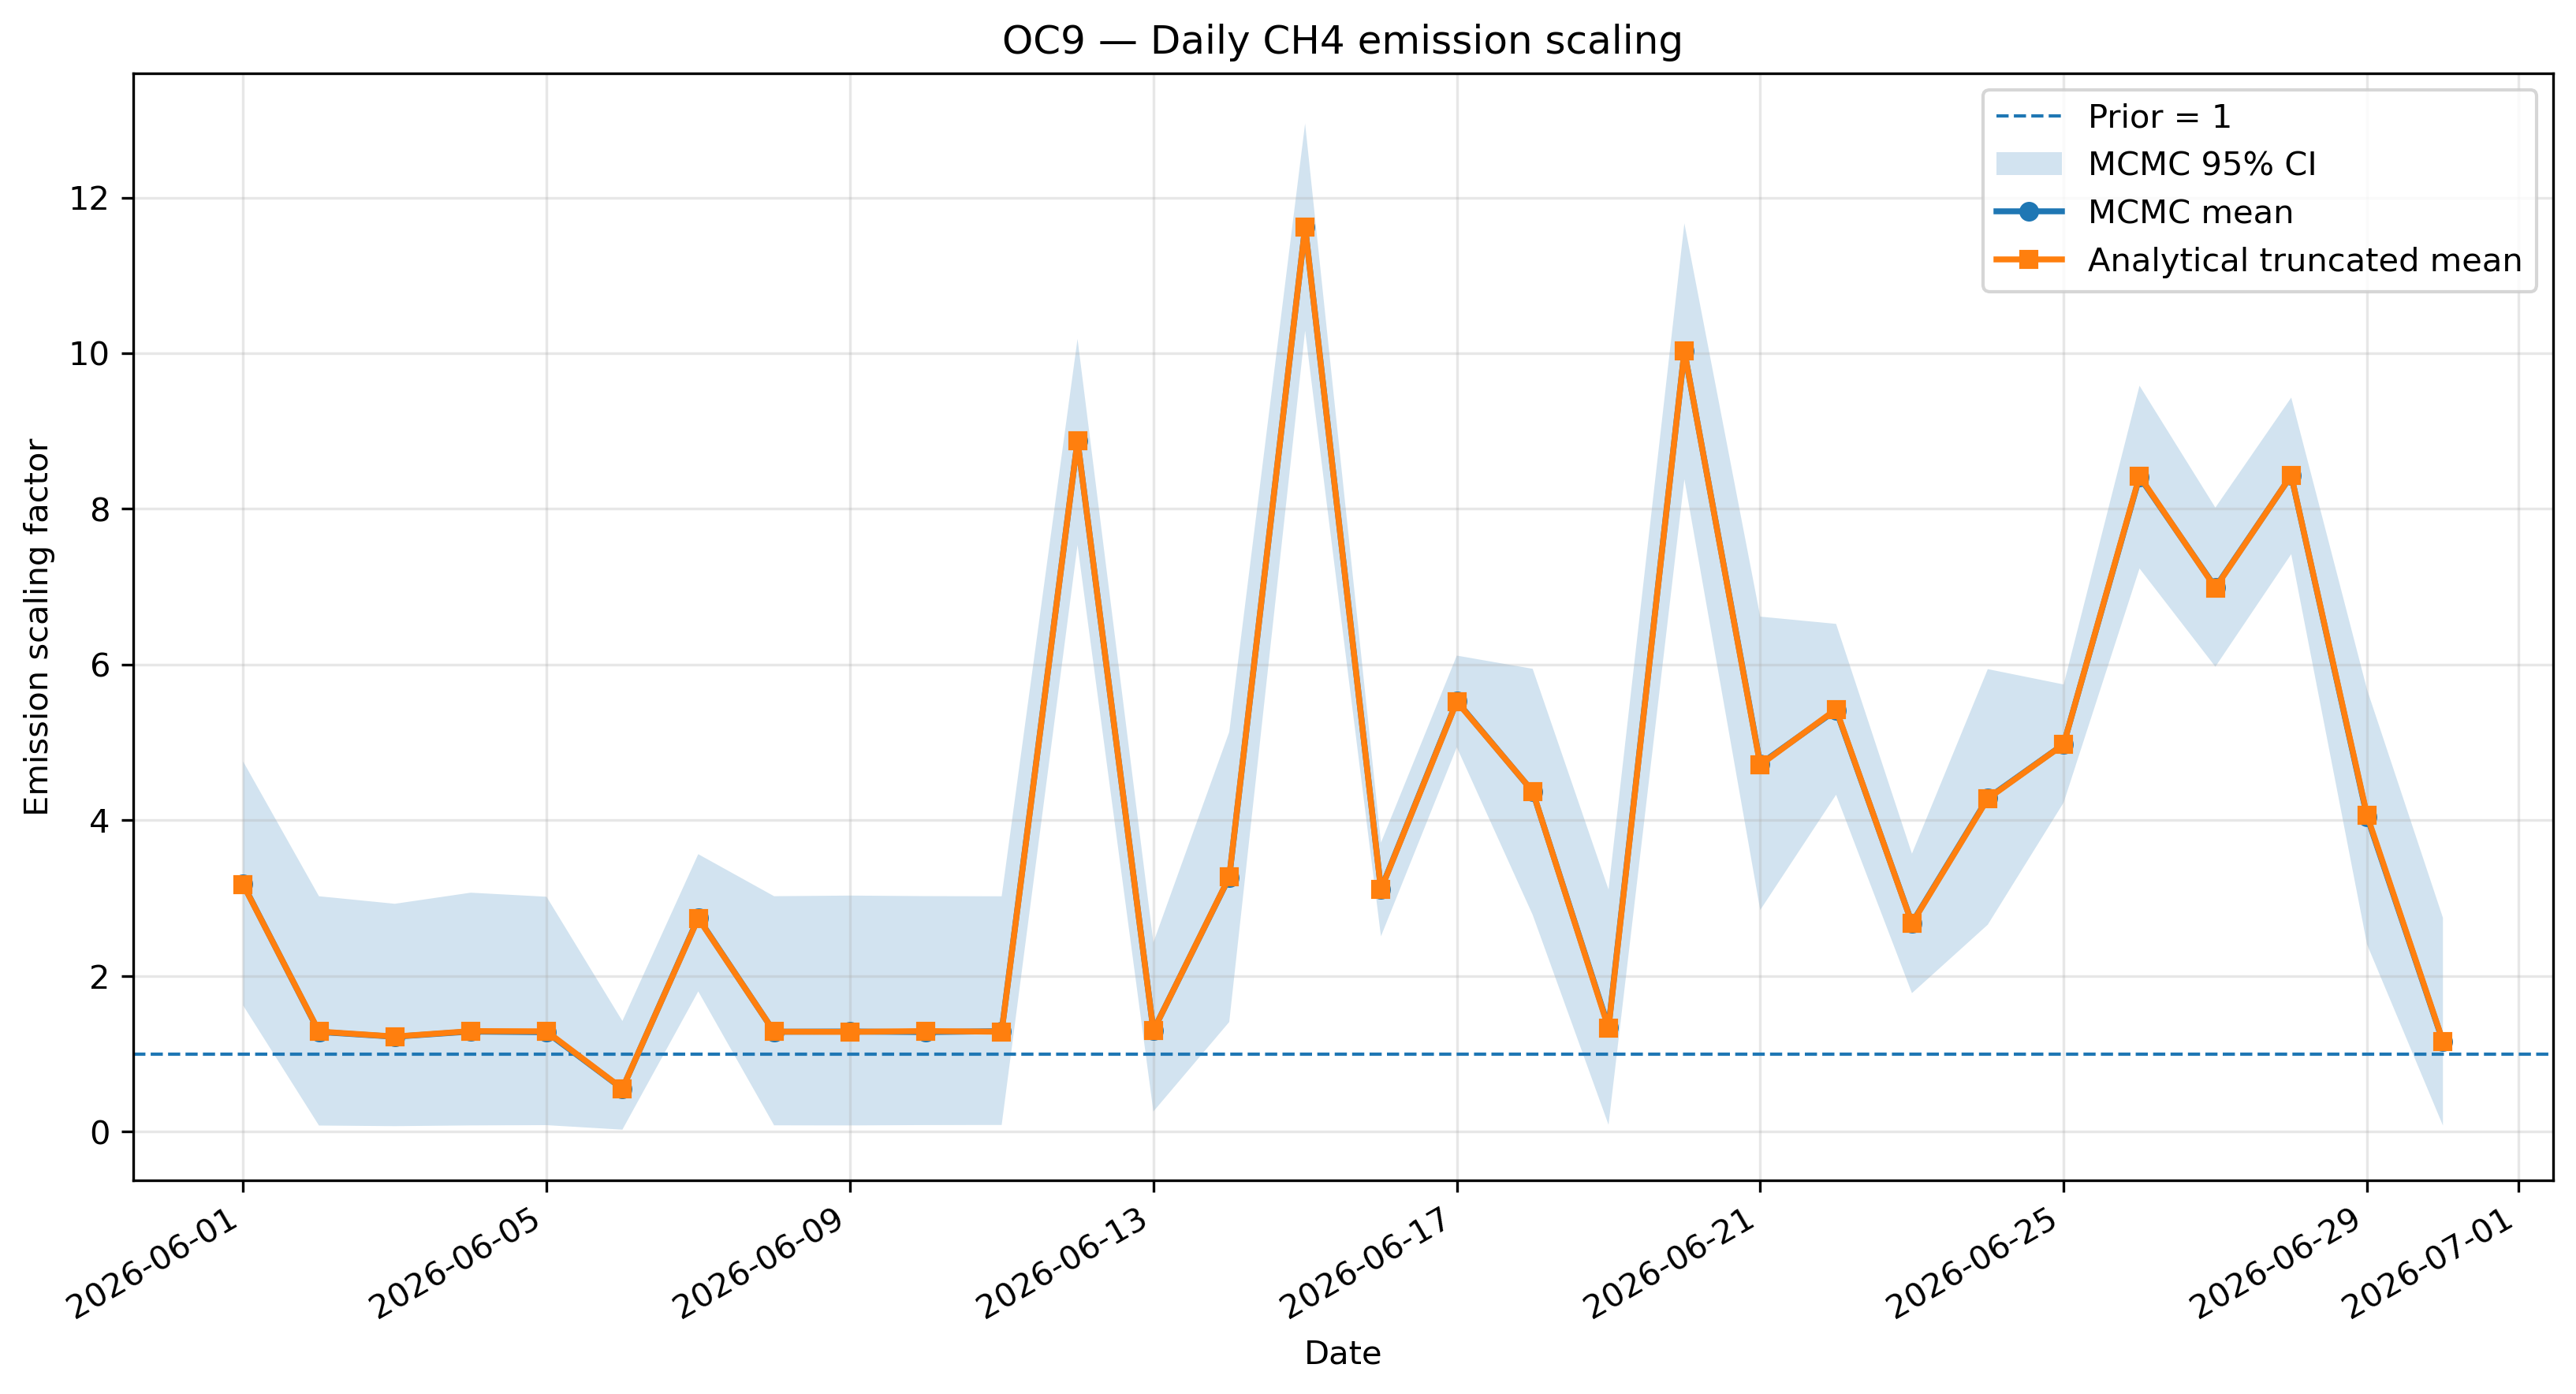 OC9 — Daily CH4 emission scaling
Prior = 1
MCMC 95% CI
MCMC mean
Analytical truncated mean
Emission scaling factor
12
10
8
6
4
2
0
2026-06-01
2026-06-05
2026-06-09
2026-06-13
2026-06-17
2026-06-21
2026-06-25
2026-06-29
2026-07-01
Date